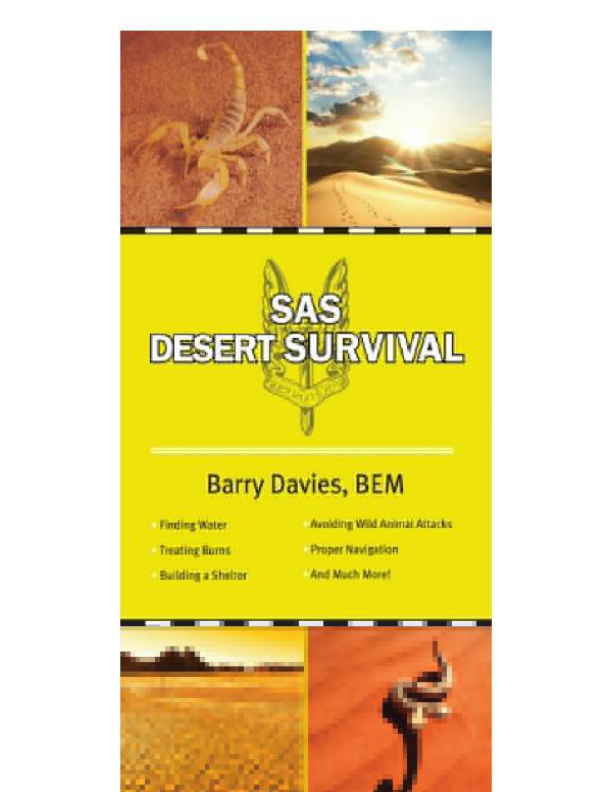 SAS
DESERT SURVIVAL
Barry Davies, BEM
Finding Water
Treating Burns
Building a Shelter
Avoiding Wild Animal Attacks
Proper Navigation
And Much More!